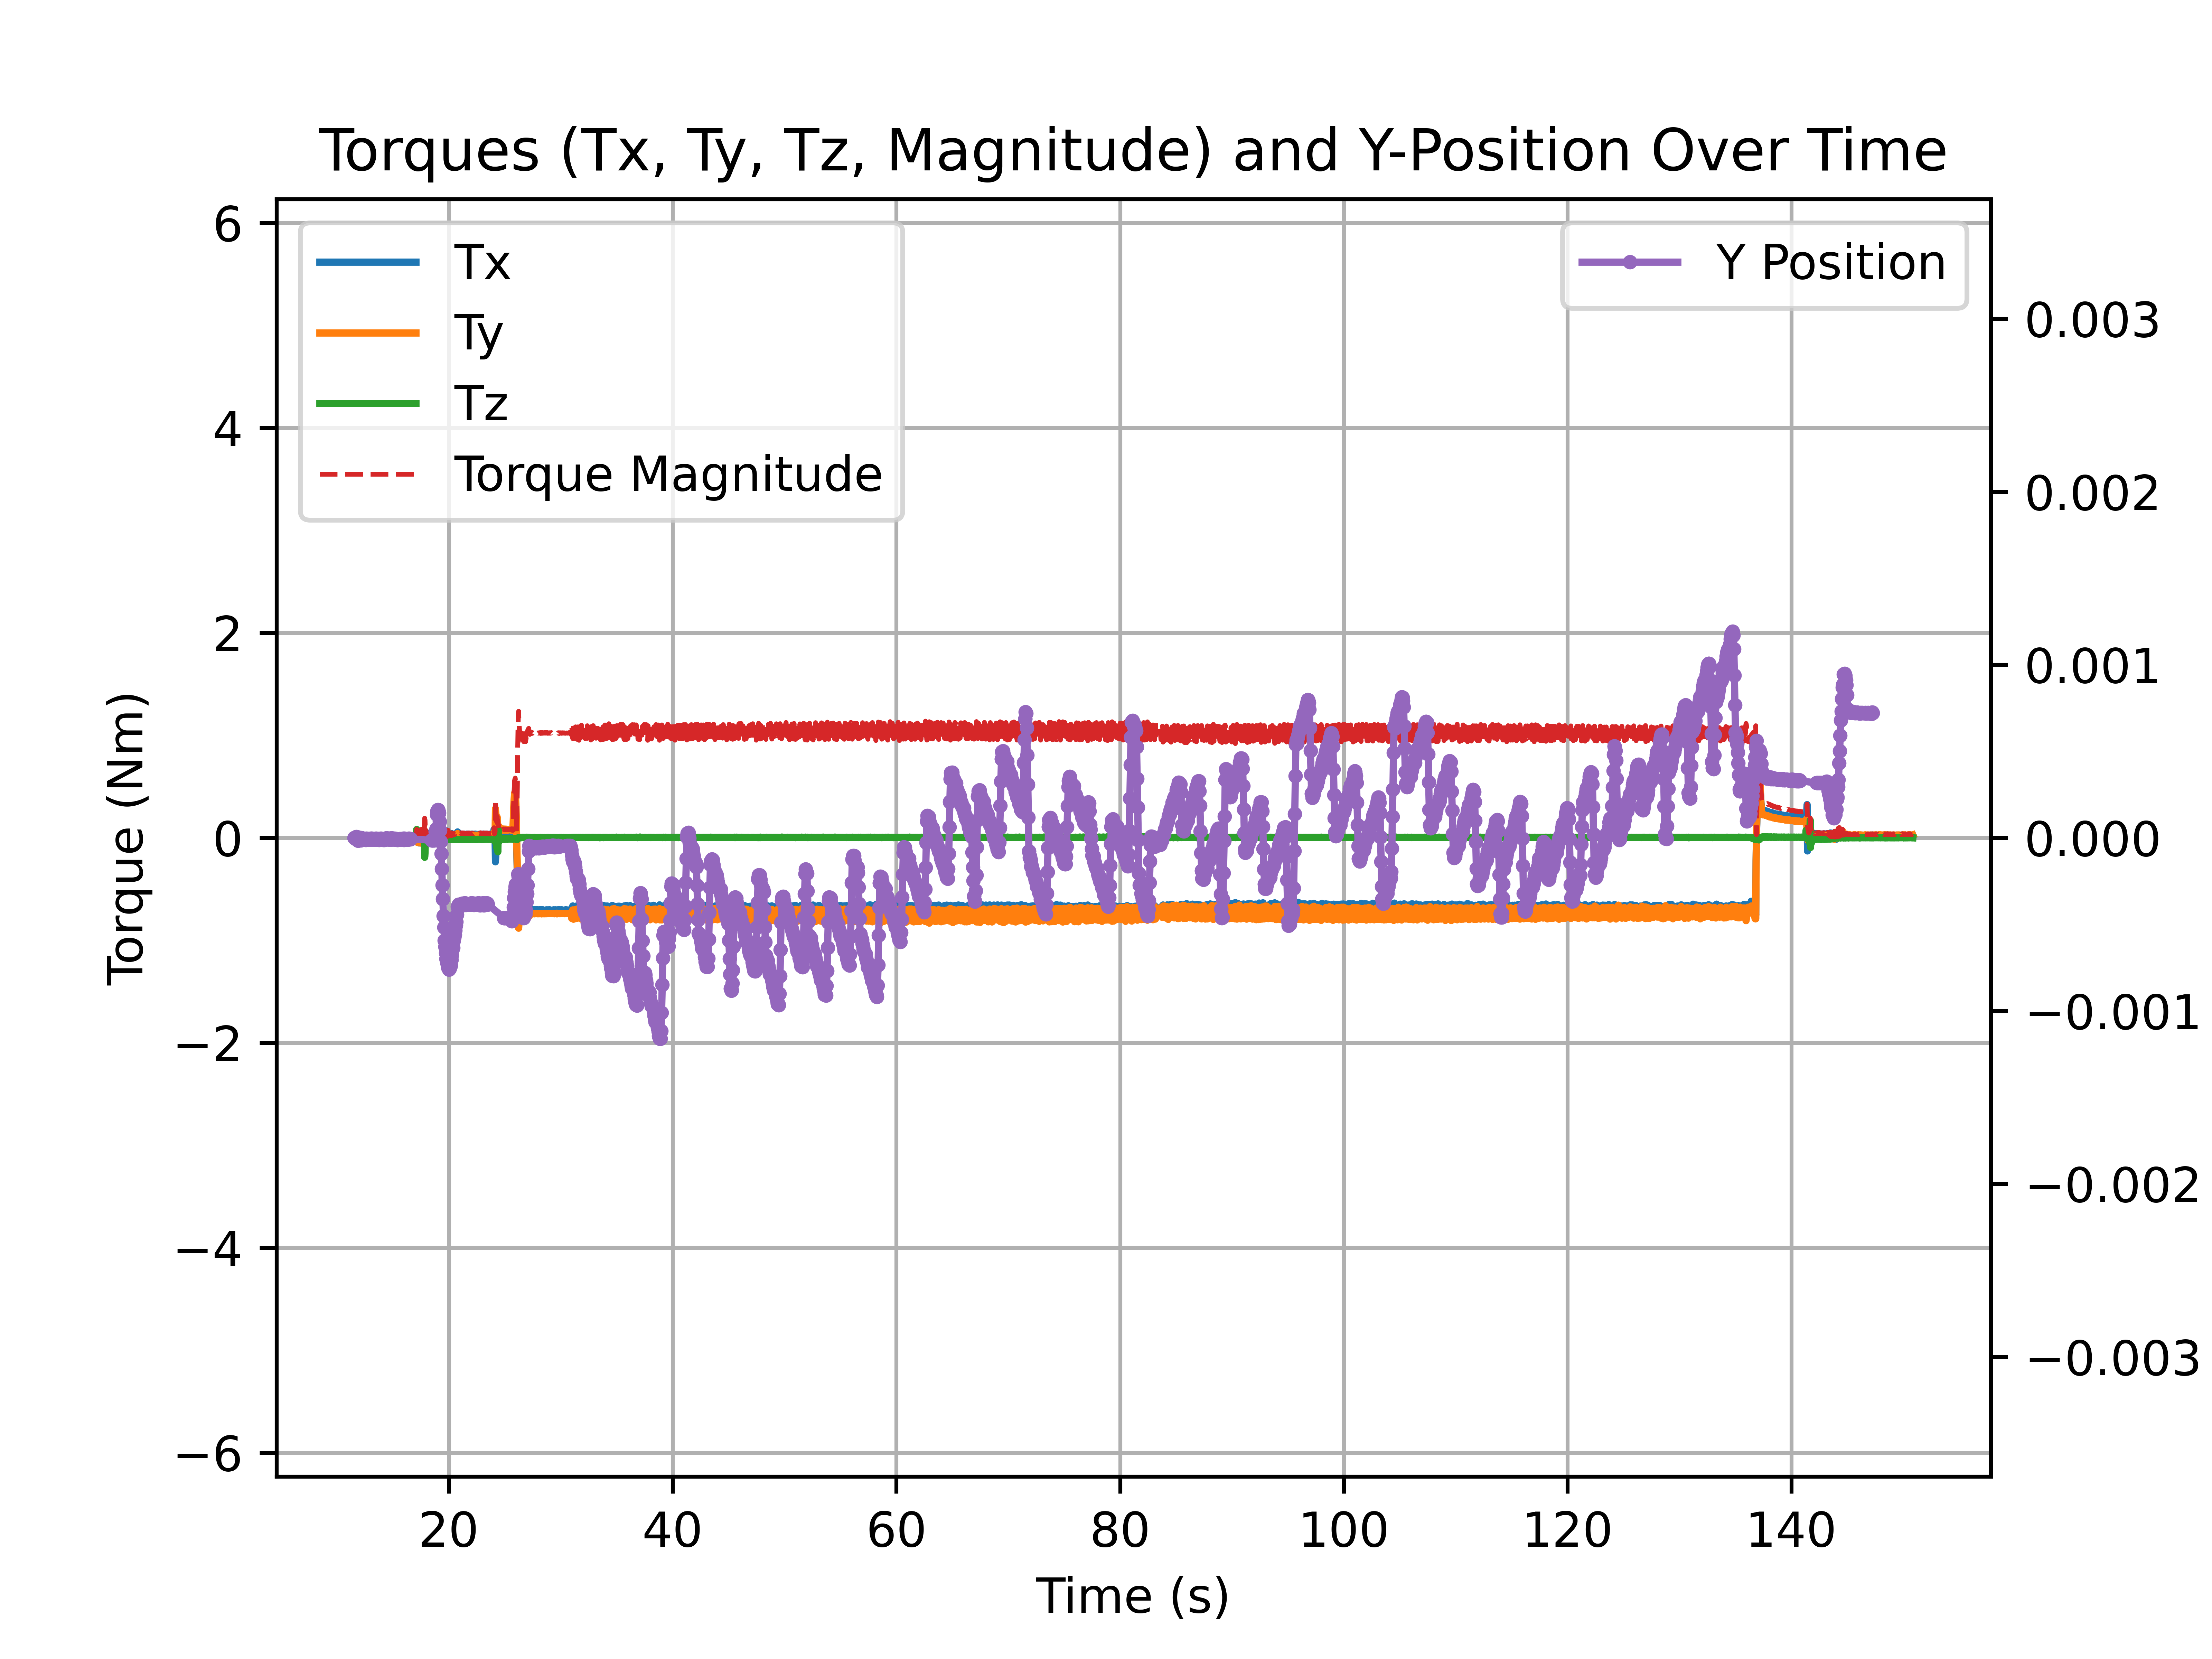 Torques (Tx, Ty, Tz, Magnitude) and Y-Position Over Time
Tx
Ty
Tz
Torque Magnitude
Y Position
6
4
2
0
−2
−4
−6
Torque (Nm)
0.003
0.002
0.001
0.000
−0.001
−0.002
−0.003
20 40 60 80 100 120 140
Time (s)